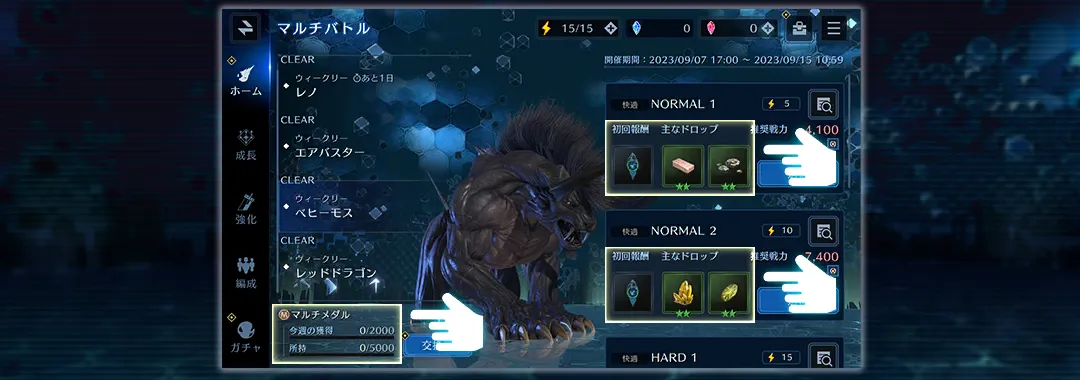 マルチバトル
15/15
0
0
開催期間：2023/09/07 17:00 ～ 2023/09/15 10:59
ホーム
成長
強化
編成
ガチャ
CLEAR
ウィークリー あと1日
レノ
CLEAR
ウィークリー
エアバスター
CLEAR
ウィークリー
ベヒーモス
CLEAR
ウィークリー
レッドドラゴン
M マルチメダル
今週の獲得 0/2000
所持 0/5000
快適 NORMAL 1 5
初回報酬 主なドロップ 推奨戦力 4,100
★★ ★★
快適 NORMAL 2 10
初回報酬 主なドロップ 推奨戦力 7,400
★★ ★★
快適 HARD 1 15